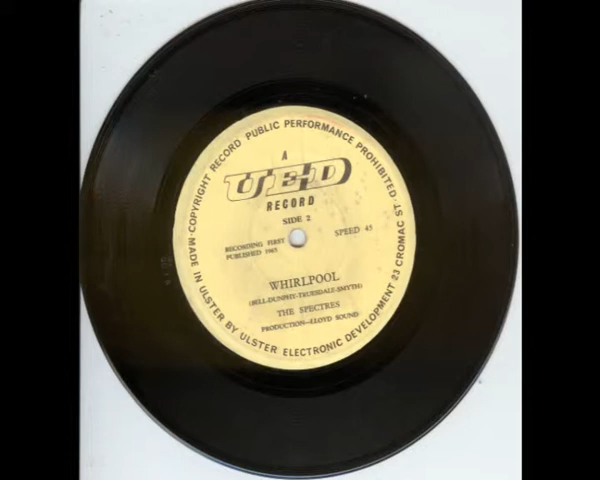 COPYRIGHT RECORD PUBLIC PERFORMANCE PROHIBITED · MADE IN ULSTER BY ULSTER ELECTRONIC DEVELOPMENT 23 CROMAC ST.
A
UED
RECORD
SIDE 2
RECORDING FIRST
PUBLISHED 1965
SPEED 45
WHIRLPOOL
(BELL-DUNPHY-TRUESDALE-SMYTH)
THE SPECTRES
PRODUCTION—LLOYD SOUND